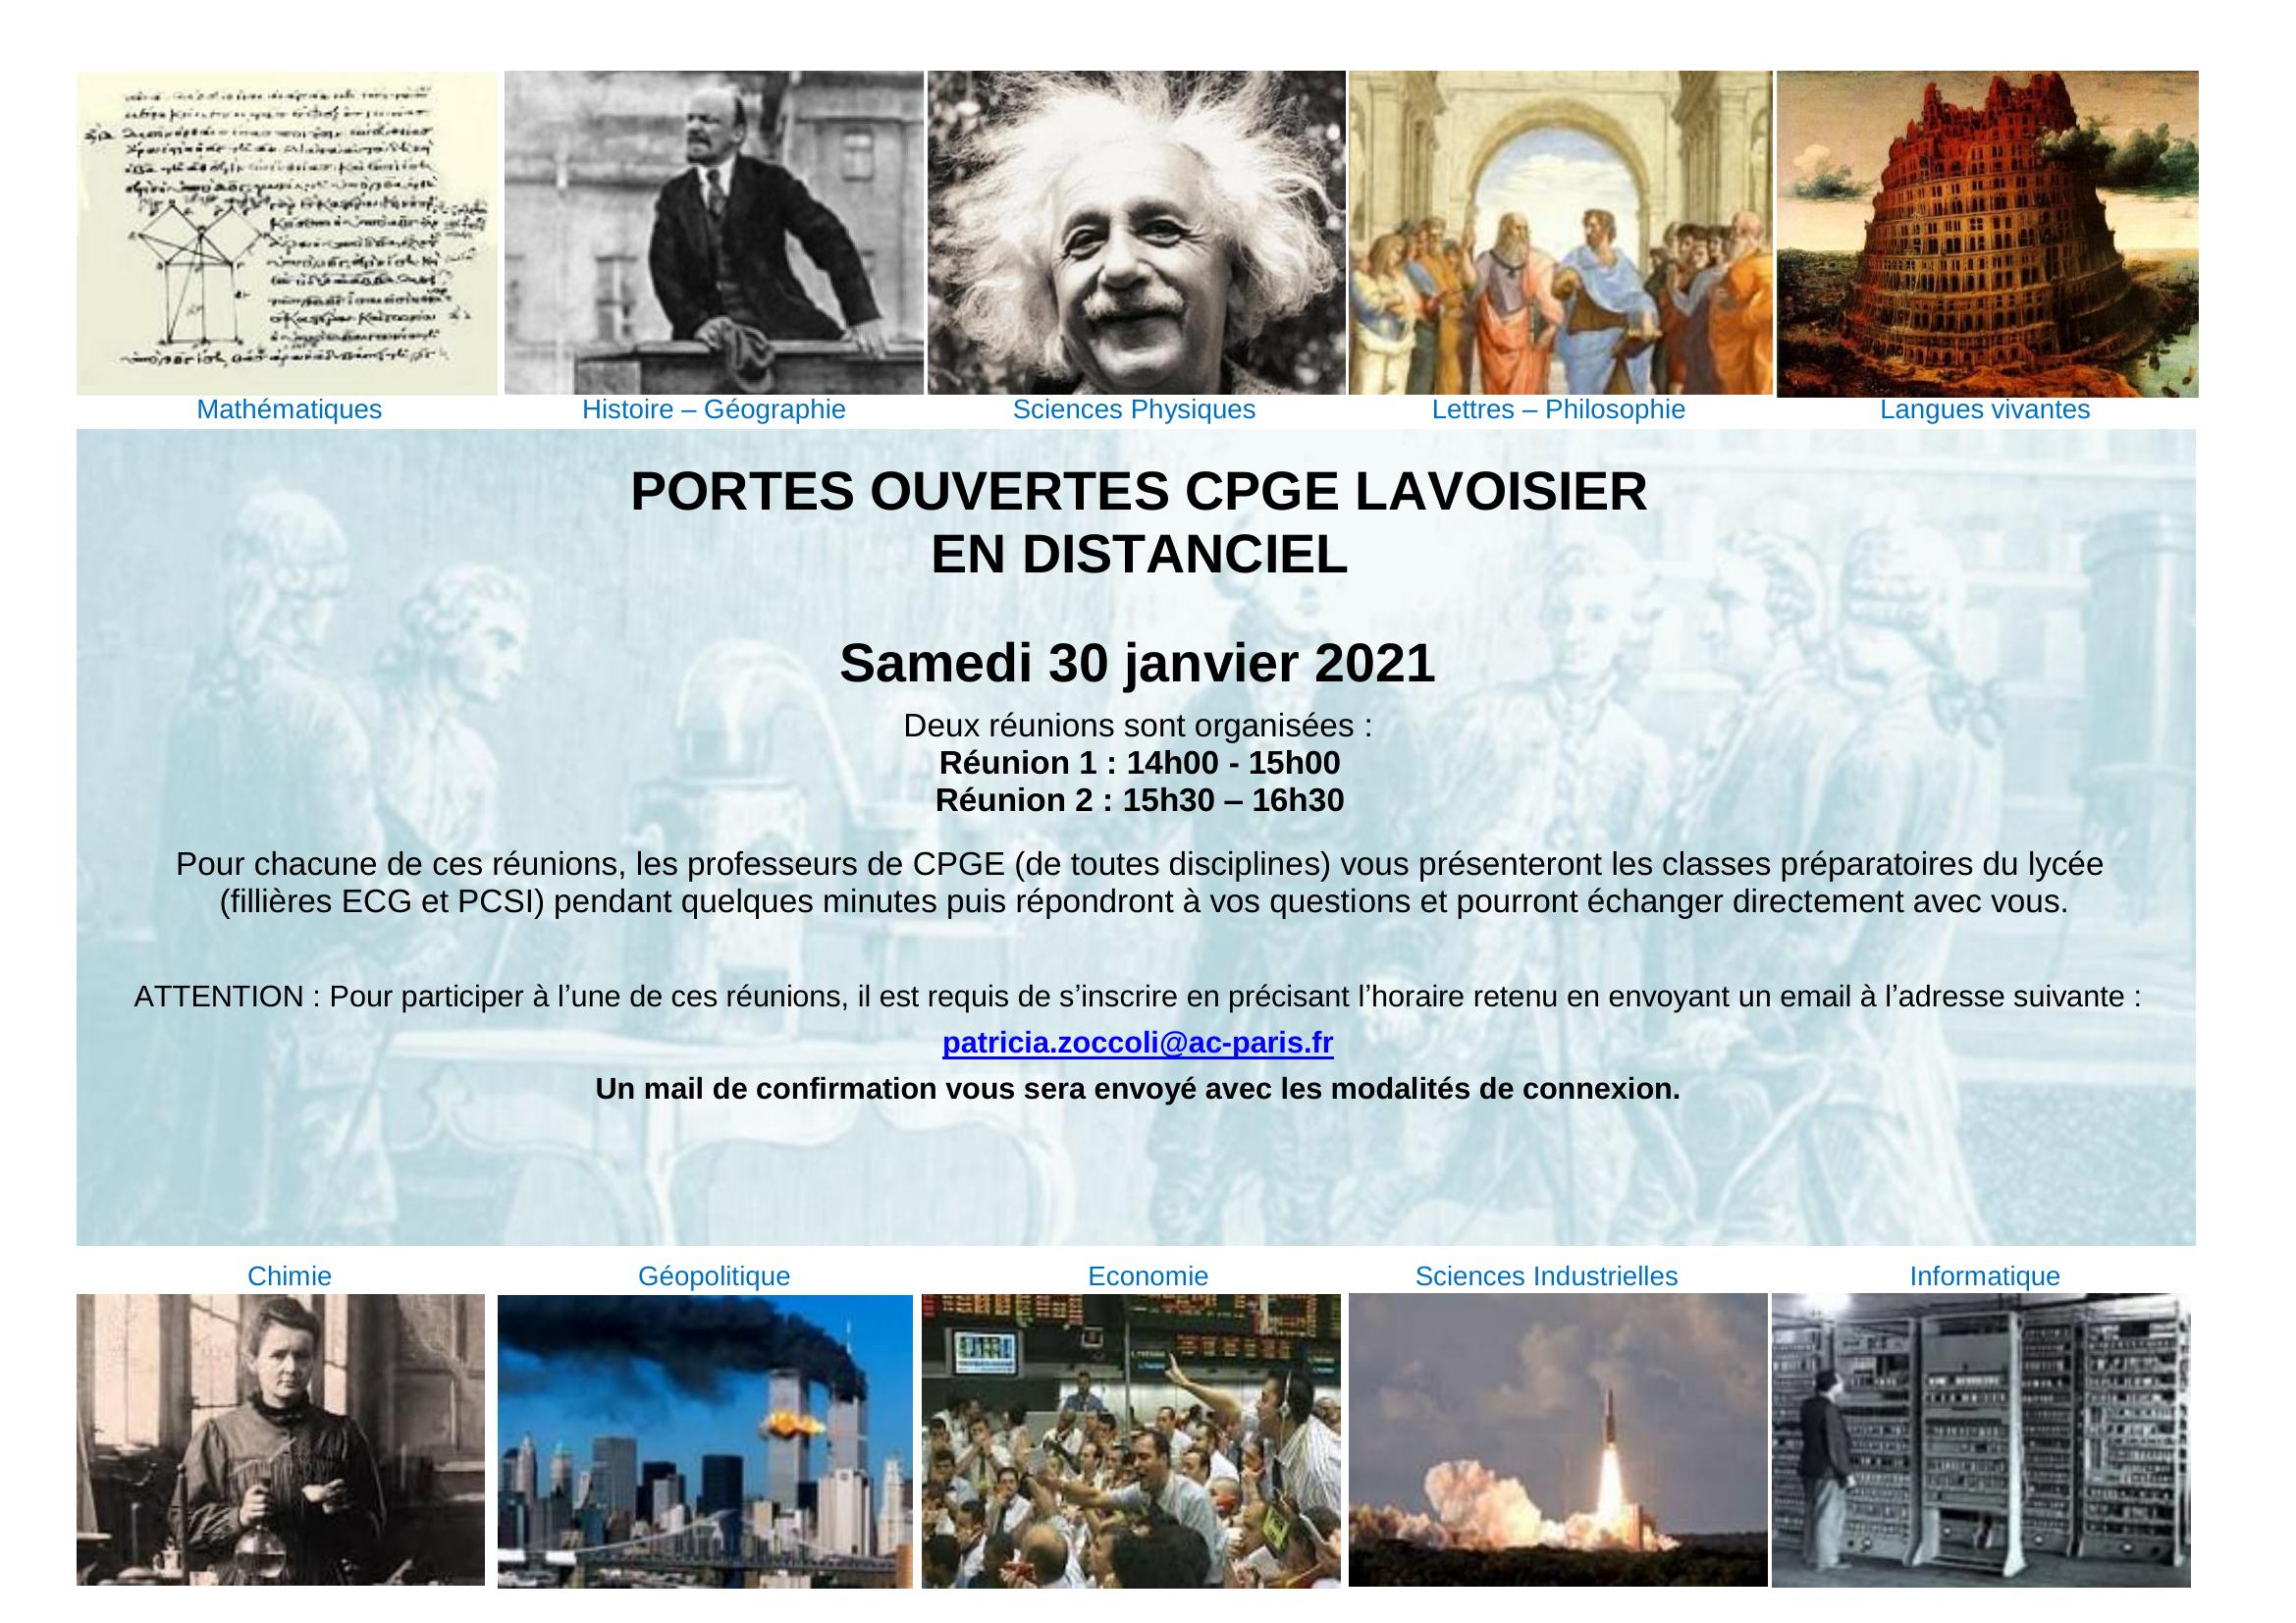 Mathématiques
Histoire – Géographie
Sciences Physiques
Lettres – Philosophie
Langues vivantes
PORTES OUVERTES CPGE LAVOISIER
EN DISTANCIEL
Samedi 30 janvier 2021
Deux réunions sont organisées :
Réunion 1 : 14h00 - 15h00
Réunion 2 : 15h30 – 16h30
Pour chacune de ces réunions, les professeurs de CPGE (de toutes disciplines) vous présenteront les classes préparatoires du lycée
(fillières ECG et PCSI) pendant quelques minutes puis répondront à vos questions et pourront échanger directement avec vous.
ATTENTION : Pour participer à l’une de ces réunions, il est requis de s’inscrire en précisant l’horaire retenu en envoyant un email à l’adresse suivante :
patricia.zoccoli@ac-paris.fr
Un mail de confirmation vous sera envoyé avec les modalités de connexion.
Chimie
Géopolitique
Economie
Sciences Industrielles
Informatique